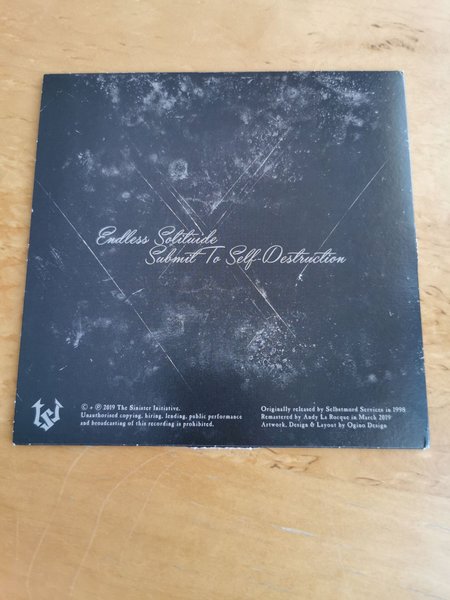 Endless Solituide
Submit To Self-Destruction
tsi
© + ℗ 2019 The Sinister Initiative.
Unauthorised copying, hiring, lending, public performance
and broadcasting of this recording is prohibited.
Originally released by Selbstmord Services in 1998
Remastered by Andy La Rocque in March 2019
Artwork, Design & Layout by Ogino Design